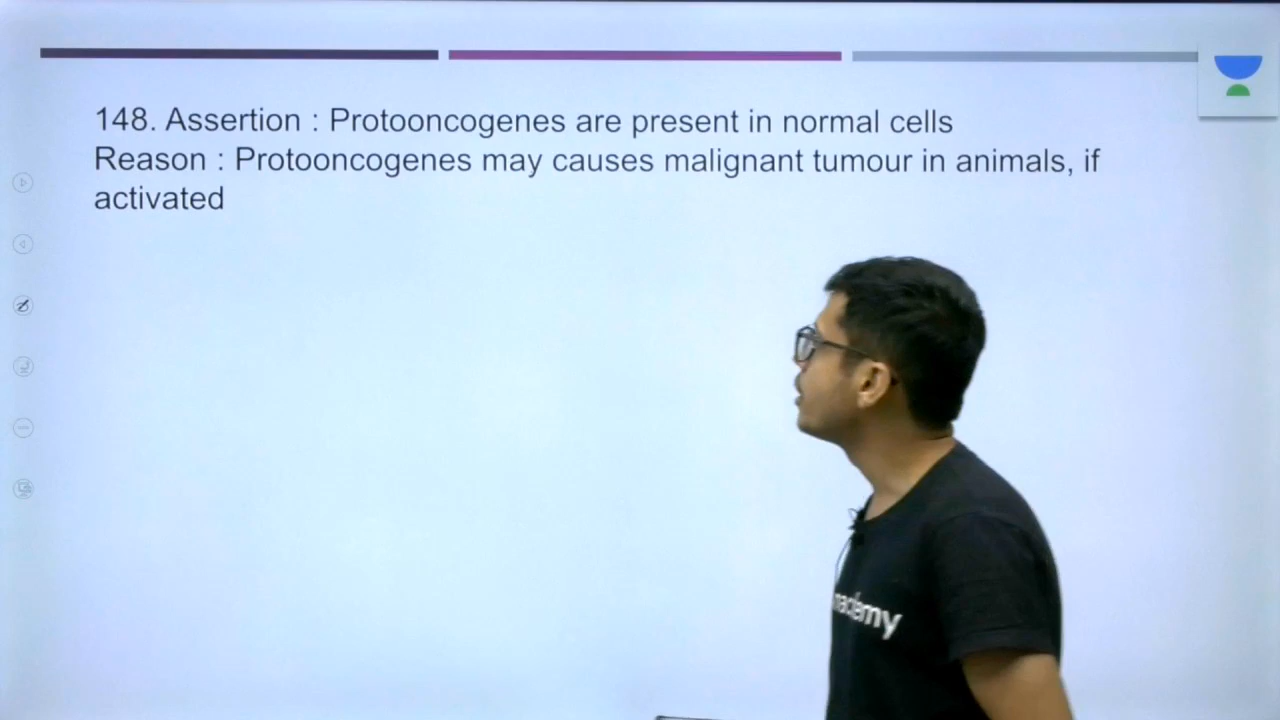 148. Assertion : Protooncogenes are present in normal cells
Reason : Protooncogenes may causes malignant tumour in animals, if
activated